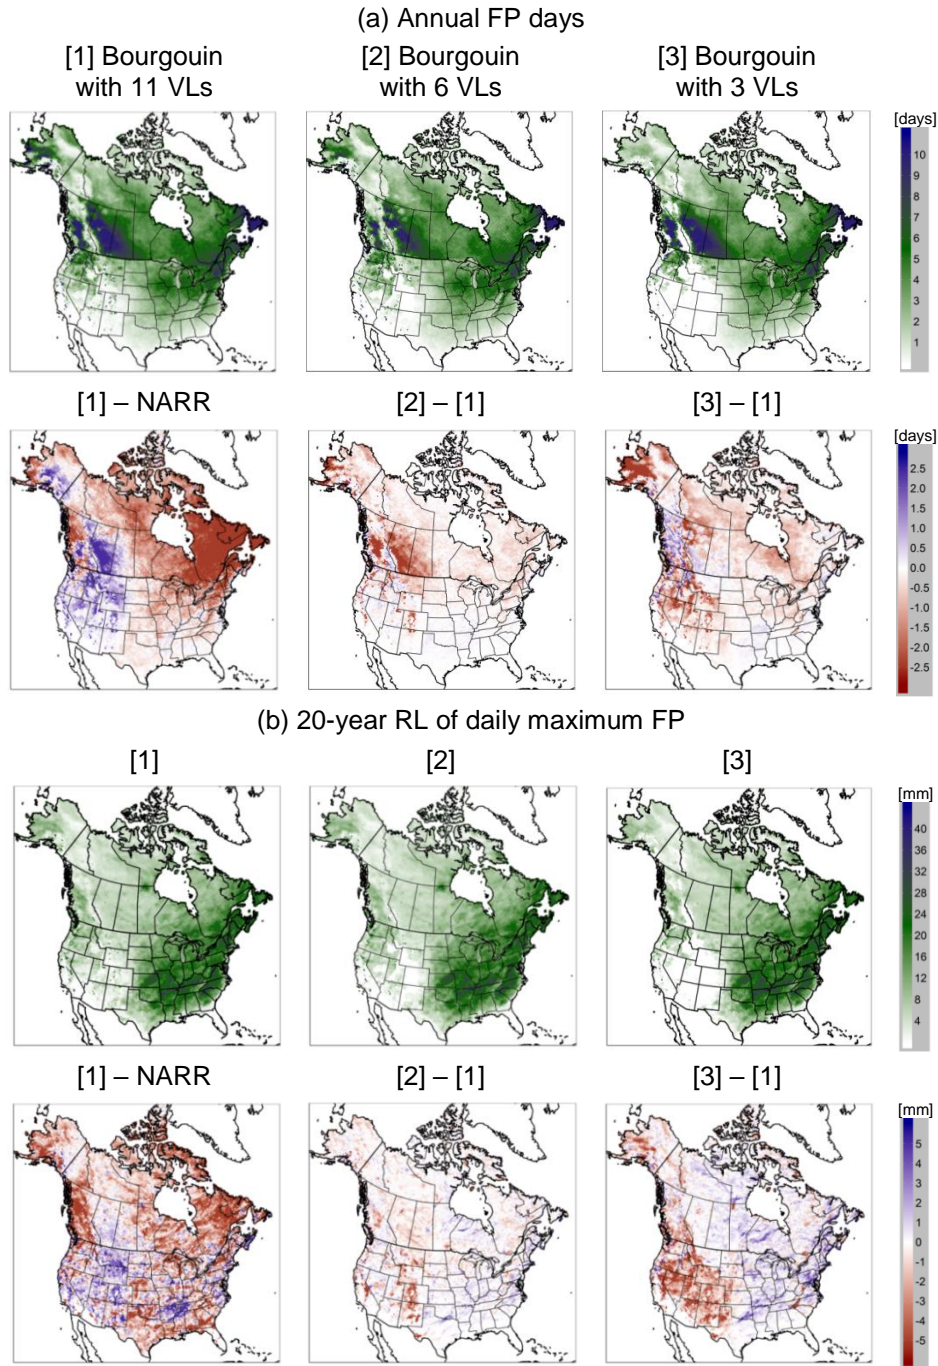 (a) Annual FP days
[1] Bourgouin
with 11 VLs
[2] Bourgouin
with 6 VLs
[3] Bourgouin
with 3 VLs
[days]
10
9
8
7
6
5
4
3
2
1
[1] – NARR
[2] – [1]
[3] – [1]
[days]
2.5
2.0
1.5
1.0
0.5
0.0
-0.5
-1.0
-1.5
-2.0
-2.5
(b) 20-year RL of daily maximum FP
[1]
[2]
[3]
[mm]
40
36
32
28
24
20
16
12
8
4
[1] – NARR
[2] – [1]
[3] – [1]
[mm]
5
4
3
2
1
0
-1
-2
-3
-4
-5